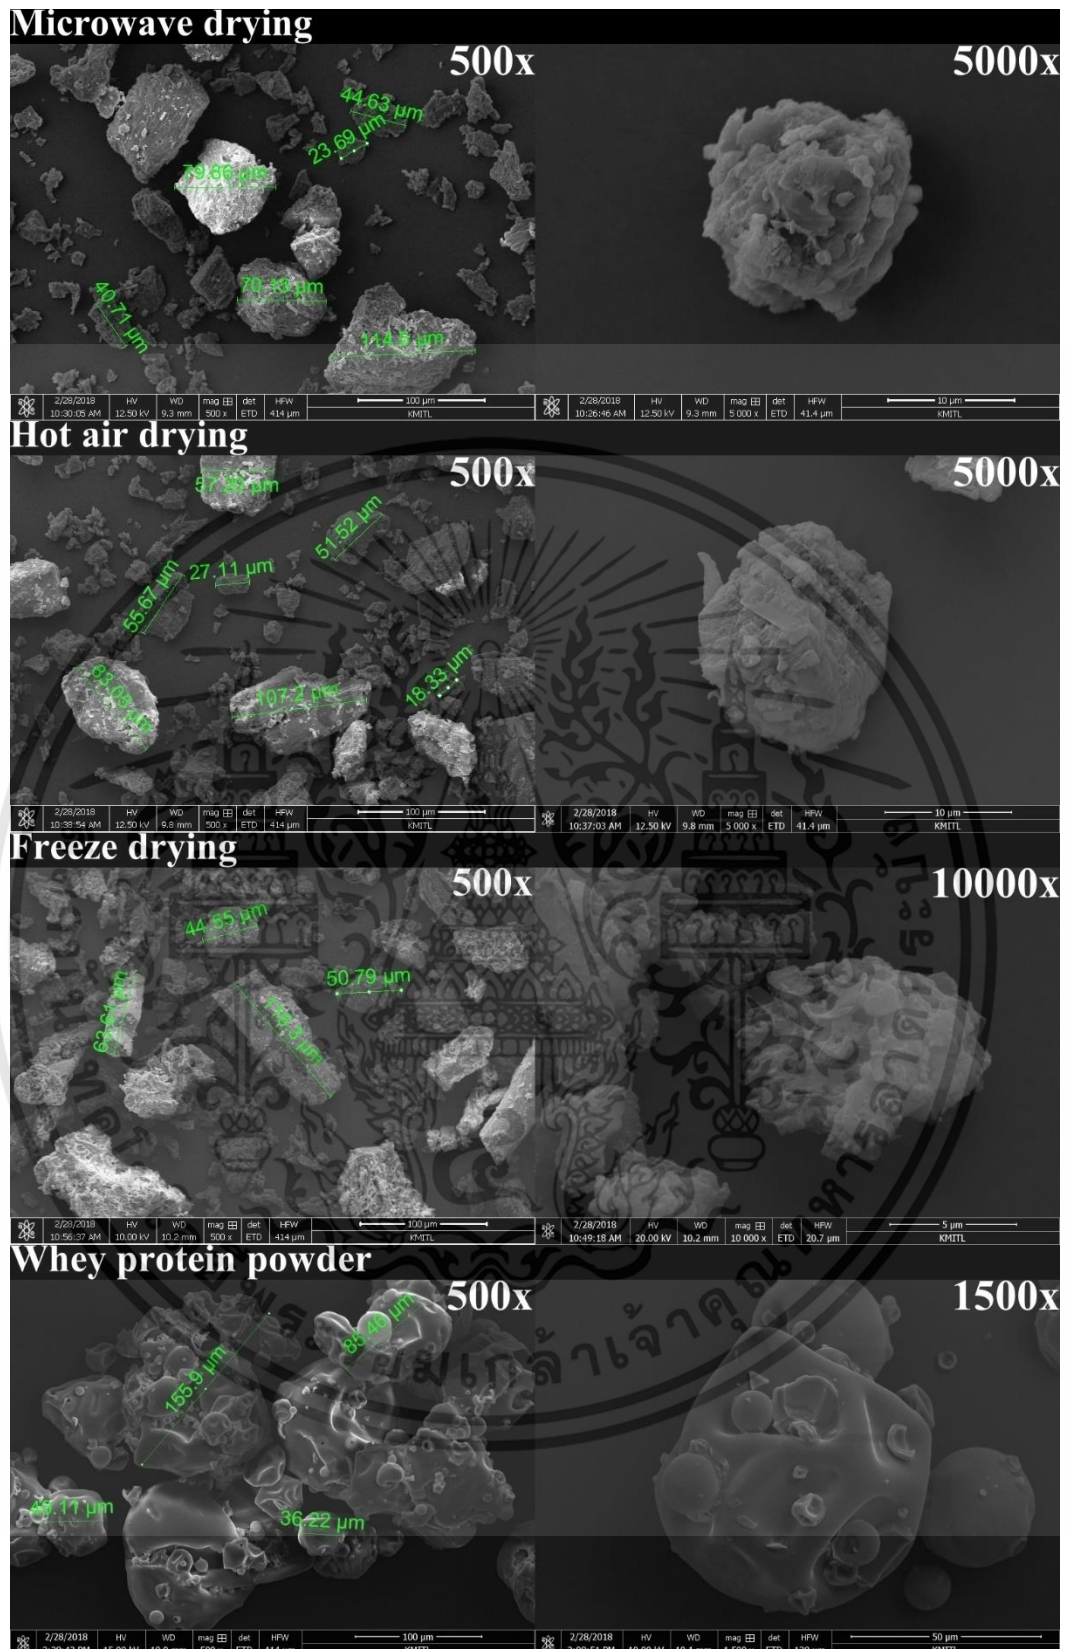 Microwave drying
500x
5000x
44.63 µm
23.69 µm
79.86 µm
70.13 µm
40.71 µm
114.5 µm
2/28/2018 HV WD mag det HFW 100 µm
10:30:05 AM 12.50 kV 9.3 mm 500 x ETD 414 µm KMITL
2/28/2018 HV WD mag det HFW 10 µm
10:26:46 AM 12.50 kV 9.3 mm 5 000 x ETD 41.4 µm KMITL
Hot air drying
500x
5000x
51.52 µm
27.11 µm
55.67 µm
18.33 µm
107.2 µm
2/28/2018 HV WD mag det HFW 100 µm
10:38:54 AM 12.50 kV 9.8 mm 500 x ETD 414 µm KMITL
2/28/2018 HV WD mag det HFW 10 µm
10:37:03 AM 12.50 kV 9.8 mm 5 000 x ETD 41.4 µm KMITL
Freeze drying
500x
10000x
44.65 µm
50.79 µm
63.61 µm
2/28/2018 HV WD mag det HFW 100 µm
10:56:37 AM 10.00 kV 10.2 mm 500 x ETD 414 µm KMITL
2/28/2018 HV WD mag det HFW 5 µm
10:49:18 AM 20.00 kV 10.2 mm 10 000 x ETD 20.7 µm KMITL
Whey protein powder
500x
1500x
85.46 µm
155.9 µm
36.22 µm
2/28/2018 HV WD mag det HFW 100 µm
KMITL
2/28/2018 HV WD mag det HFW 50 µm
KMITL